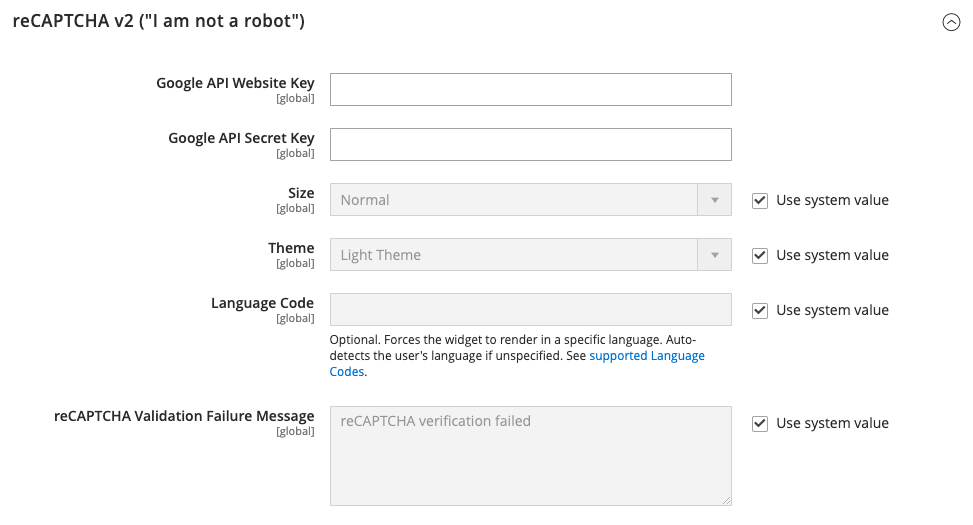 reCAPTCHA v2 ("I am not a robot")
Google API Website Key
[global]
Google API Secret Key
[global]
Size
[global]
Normal
Use system value
Theme
[global]
Light Theme
Use system value
Language Code
[global]
Use system value
Optional. Forces the widget to render in a specific language. Auto-
detects the user's language if unspecified. See supported Language
Codes.
reCAPTCHA Validation Failure Message
[global]
reCAPTCHA verification failed
Use system value